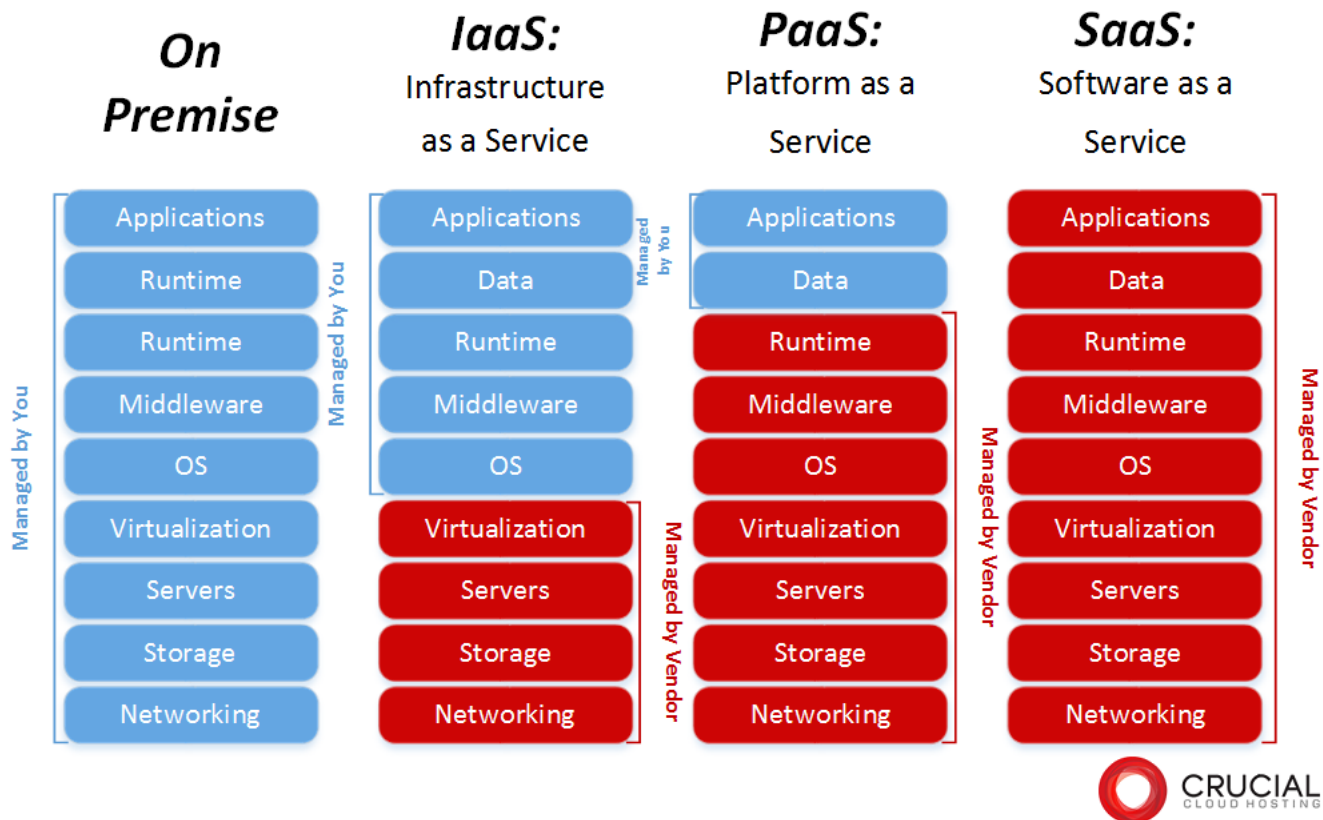 On
Premise
Applications
Runtime
Runtime
Middleware
OS
Virtualization
Servers
Storage
Networking
Managed by You
IaaS:
Infrastructure
as a Service
Applications
Data
Runtime
Middleware
OS
Virtualization
Servers
Storage
Networking
Managed by You
Managed by Vendor
PaaS:
Platform as a
Service
Applications
Data
Runtime
Middleware
OS
Virtualization
Servers
Storage
Networking
Managed
by You
Managed by Vendor
SaaS:
Software as a
Service
Applications
Data
Runtime
Middleware
OS
Virtualization
Servers
Storage
Networking
Managed by Vendor
CRUCIAL
CLOUD HOSTING